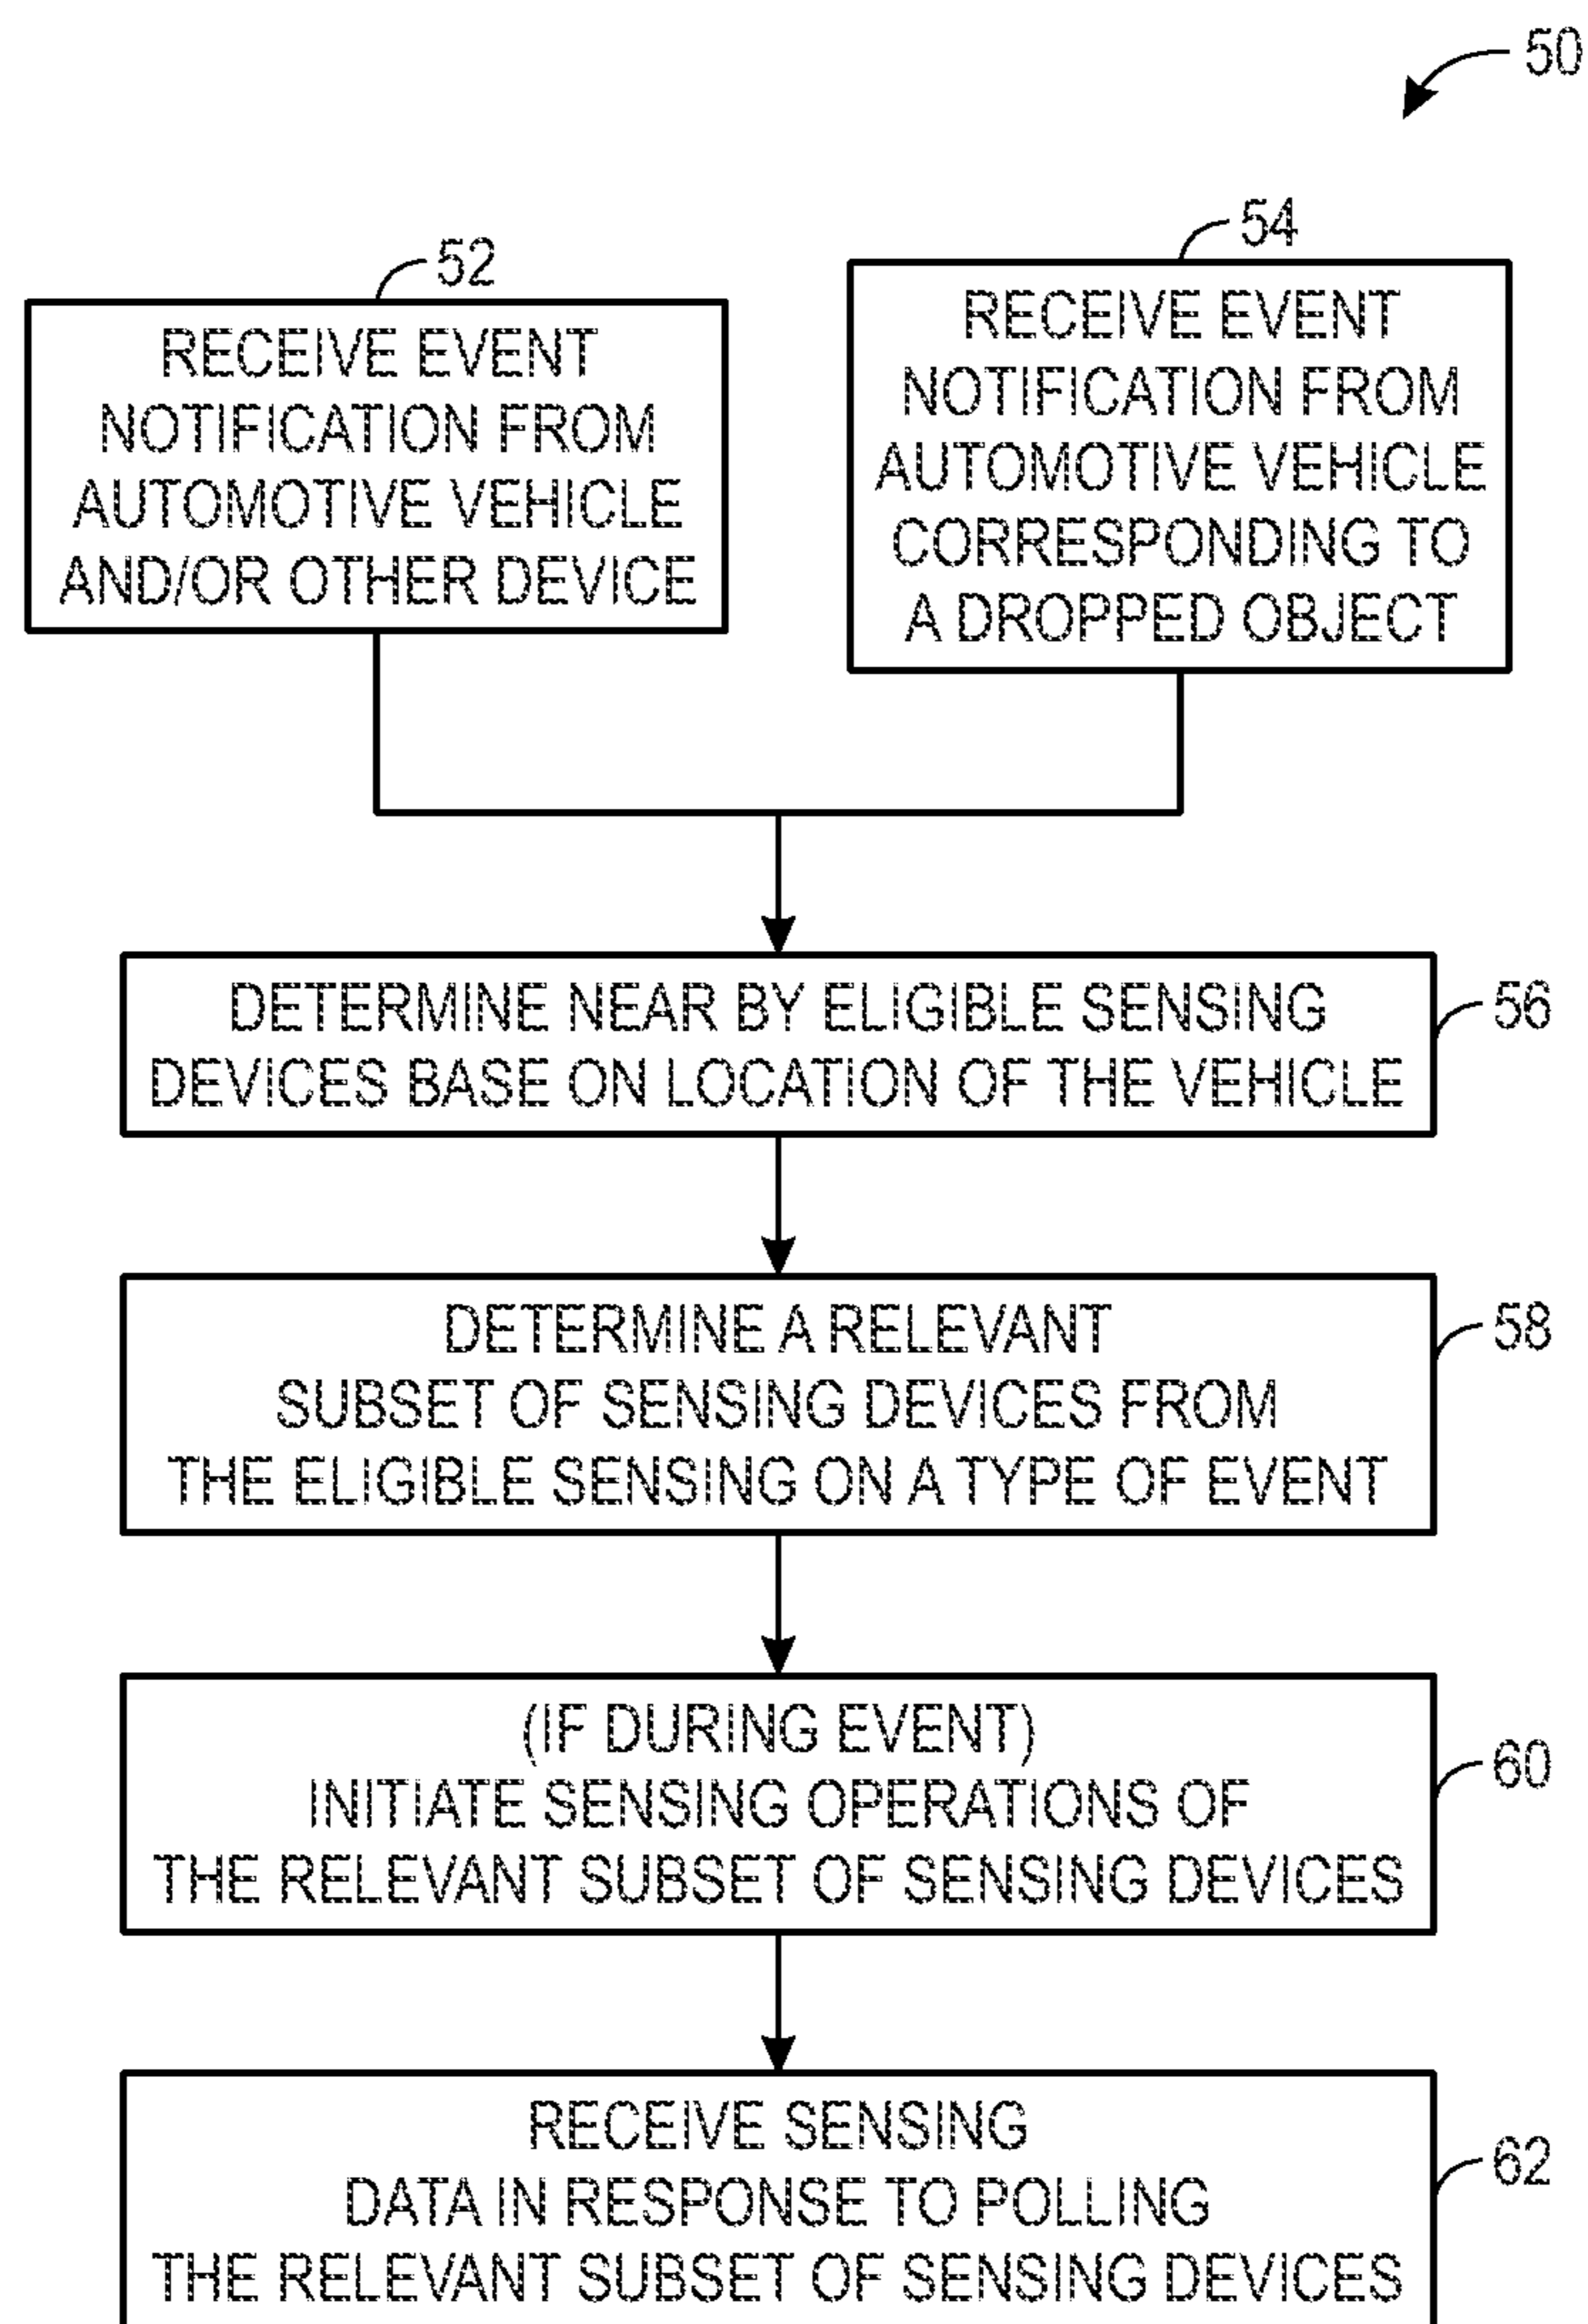 50
52
RECEIVE EVENT
NOTIFICATION FROM
AUTOMOTIVE VEHICLE
AND/OR OTHER DEVICE
54
RECEIVE EVENT
NOTIFICATION FROM
AUTOMOTIVE VEHICLE
CORRESPONDING TO
A DROPPED OBJECT
DETERMINE NEAR BY ELIGIBLE SENSING
DEVICES BASE ON LOCATION OF THE VEHICLE
56
DETERMINE A RELEVANT
SUBSET OF SENSING DEVICES FROM
THE ELIGIBLE SENSING ON A TYPE OF EVENT
58
(IF DURING EVENT)
INITIATE SENSING OPERATIONS OF
THE RELEVANT SUBSET OF SENSING DEVICES
60
RECEIVE SENSING
DATA IN RESPONSE TO POLLING
THE RELEVANT SUBSET OF SENSING DEVICES
62